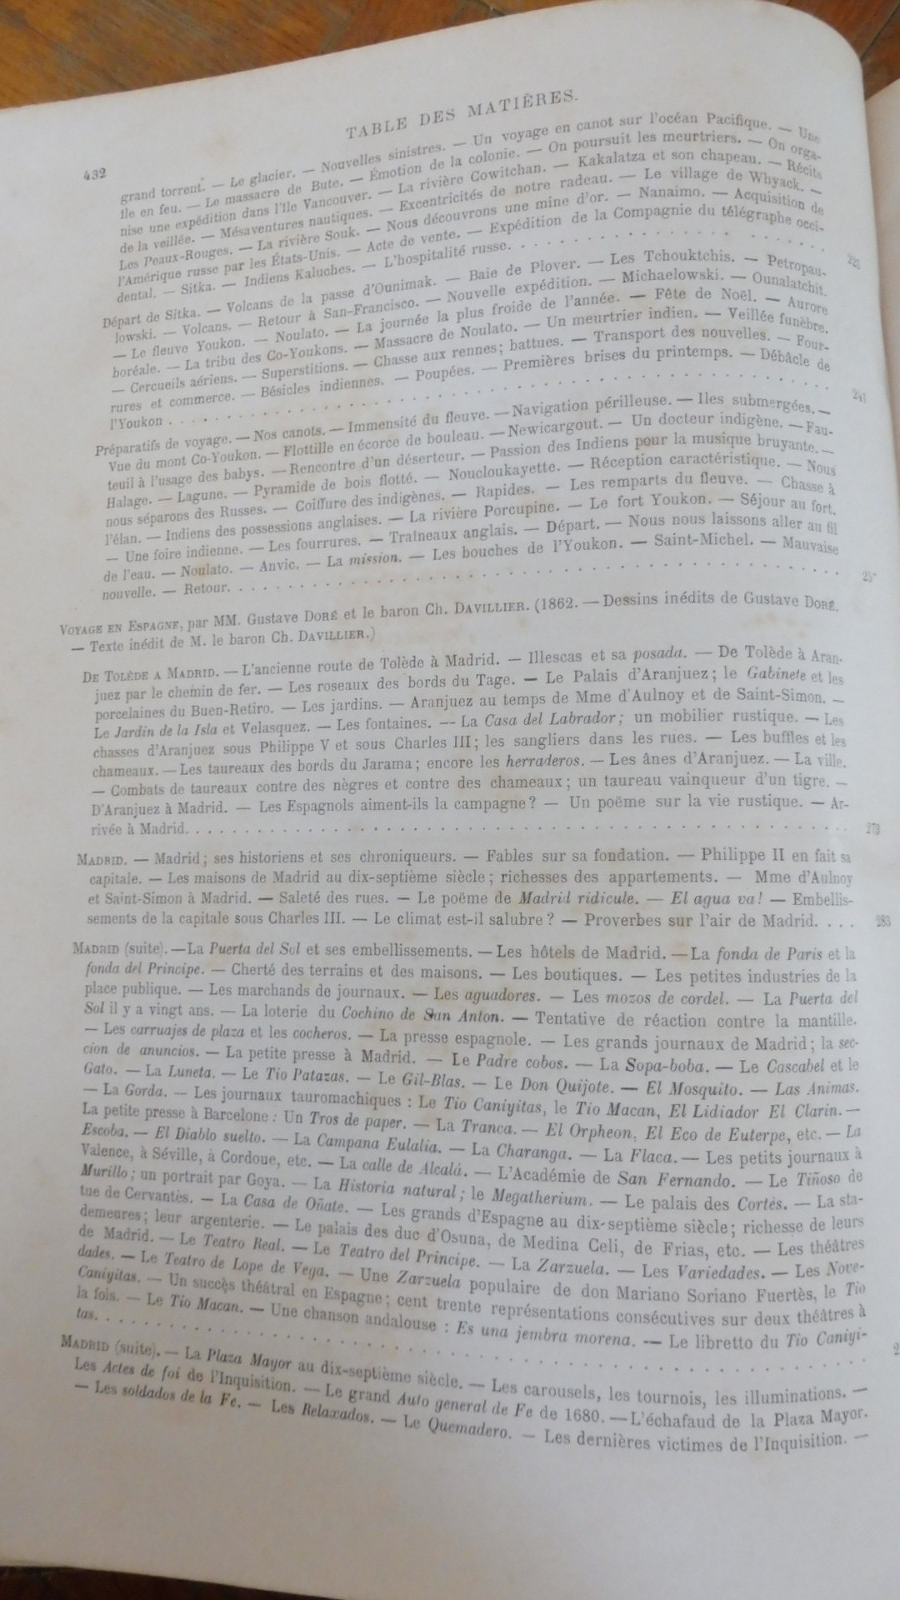 432
TABLE DES MATIÈRES.
grand torrent. — Le glacier. — Nouvelles sinistres. — Un voyage en canot sur l'océan Pacifique. — Une
île en feu. — Le massacre de Bute. — Émotion de la colonie. — On poursuit les meurtriers. — On orga-
nise une expédition dans l'île Vancouver. — La rivière Cowitchan. — Kakalatza et son chapeau. — Récits
de la veillée. — Mésaventures nautiques. — Excentricités de notre radeau. — Le village de Whyack. —
Les Peaux-Rouges. — La rivière Souk. — Nous découvrons une mine d'or. — Nanaimo. — Acquisition de
l'Amérique russe par les États-Unis. — Acte de vente. — Expédition de la Compagnie du télégraphe occi-
dental. — Sitka. — Indiens Kaluches. — L'hospitalité russe. . . . . . . . . . . . . . . . .
Départ de Sitka. — Volcans de la passe d'Ounimak. — Baie de Plover. — Les Tchouktchis. — Petropau-
lowski. — Volcans. — Retour à San-Francisco. — Nouvelle expédition. — Michaelowski. — Ounalatchit.
— Le fleuve Youkon. — Noulato. — La journée la plus froide de l'année. — Fête de Noël. — Aurore
boréale. — La tribu des Co-Youkons. — Massacre de Noulato. — Un meurtrier indien. — Veillée funèbre.
— Cercueils aériens. — Superstitions. — Chasse aux rennes; battues. — Transport des nouvelles. — Four-
rures et commerce. — Bésicles indiennes. — Poupées. — Premières brises du printemps. — Débâcle de
l'Youkon . . . . . . . . . . . . . . . . . . . . . . . . . . . . . . 241
Préparatifs de voyage. — Nos canots. — Immensité du fleuve. — Navigation périlleuse. — Iles submergées. —
Vue du mont Co-Youkon. — Flottille en écorce de bouleau. — Newicargout. — Un docteur indigène. — Fau-
teuil à l'usage des babys. — Rencontre d'un déserteur. — Passion des Indiens pour la musique bruyante. —
Halage. — Lagune. — Pyramide de bois flotté. — Noucloukayette. — Réception caractéristique. — Nous
nous séparons des Russes. — Coiffure des indigènes. — Rapides. — Les remparts du fleuve. — Chasse à
l'élan. — Indiens des possessions anglaises. — La rivière Porcupine. — Le fort Youkon. — Séjour au fort.
— Une foire indienne. — Les fourrures. — Traîneaux anglais. — Départ. — Nous nous laissons aller au fil
de l'eau. — Noulato. — Anvic. — La mission. — Les bouches de l'Youkon. — Saint-Michel. — Mauvaise
nouvelle. — Retour. . . . . . . . . . . . . . . . . . . . . . . . . . . . .
VOYAGE EN ESPAGNE, par MM. Gustave DORÉ et le baron Ch. DAVILLIER. (1862. — Dessins inédits de Gustave DORÉ.
— Texte inédit de M. le baron Ch. DAVILLIER.)
DE TOLÈDE A MADRID. — L'ancienne route de Tolède à Madrid. — Illescas et sa posada. — De Tolède à Aran-
juez par le chemin de fer. — Les roseaux des bords du Tage. — Le Palais d'Aranjuez; le Gabinete et les
porcelaines du Buen-Retiro. — Les jardins. — Aranjuez au temps de Mme d'Aulnoy et de Saint-Simon. —
Le Jardin de la Isla et Velasquez. — Les fontaines. — La Casa del Labrador; un mobilier rustique. — Les
chasses d'Aranjuez sous Philippe V et sous Charles III; les sangliers dans les rues. — Les buffles et les
chameaux. — Les taureaux des bords du Jarama; encore les herraderos. — Les ânes d'Aranjuez. — La ville.
— Combats de taureaux contre des nègres et contre des chameaux; un taureau vainqueur d'un tigre. —
D'Aranjuez à Madrid. — Les Espagnols aiment-ils la campagne? — Un poëme sur la vie rustique. — Ar-
rivée à Madrid. . . . . . . . . . . . . . . . . . . . . . . . . . . . . . 273
MADRID. — Madrid; ses historiens et ses chroniqueurs. — Fables sur sa fondation. — Philippe II en fait sa
capitale. — Les maisons de Madrid au dix-septième siècle; richesses des appartements. — Mme d'Aulnoy
et Saint-Simon à Madrid. — Saleté des rues. — Le poëme de Madrid ridicule. — El agua va! — Embellis-
sements de la capitale sous Charles III. — Le climat est-il salubre? — Proverbes sur l'air de Madrid. . . . 283
MADRID (suite). — La Puerta del Sol et ses embellissements. — Les hôtels de Madrid. — La fonda de Paris et la
fonda del Principe. — Cherté des terrains et des maisons. — Les boutiques. — Les petites industries de la
place publique. — Les marchands de journaux. — Les aguadores. — Les mozos de cordel. — La Puerta del
Sol il y a vingt ans. — La loterie du Cochino de San Anton. — Tentative de réaction contre la mantille.
— Les carruajes de plaza et les cocheros. — La presse espagnole. — Les grands journaux de Madrid; la sec-
cion de anuncios. — La petite presse à Madrid. — Le Padre cobos. — La Sopa-boba. — Le Cascabel et le
Gato. — La Luneta. — Le Tio Patazas. — Le Gil-Blas. — Le Don Quijote. — El Mosquito. — Las Animas.
— La Gorda. — Les journaux tauromachiques : Le Tio Caniyitas, le Tio Macan, El Lidiador El Clarin. —
La petite presse à Barcelone : Un Tros de paper. — La Tranca. — El Orpheon, El Eco de Euterpe, etc. — La
Escoba. — El Diablo suelto. — La Campana Eulalia. — La Charanga. — La Flaca. — Les petits journaux à
Valence, à Séville, à Cordoue, etc. — La calle de Alcalá. — L'Académie de San Fernando. — Le Tiñoso de
Murillo; un portrait par Goya. — La Historia natural; le Megatherium. — Le palais des Cortès. — La sta-
tue de Cervantès. — La Casa de Oñate. — Les grands d'Espagne au dix-septième siècle; richesse de leurs
demeures; leur argenterie. — Le palais des duc d'Osuna, de Medina Celi, de Frias, etc. — Les théâtres
de Madrid. — Le Teatro Real. — Le Teatro del Principe. — La Zarzuela. — Les Variedades. — Les Nove-
dades. — Le Teatro de Lope de Vega. — Une Zarzuela populaire de don Mariano Soriano Fuertès, le Tio
Caniyitas. — Un succès théâtral en Espagne; cent trente représentations consécutives sur deux théâtres à
la fois. — Le Tio Macan. — Une chanson andalouse : Es una jembra morena. — Le libretto du Tio Caniyi-
tas. . . . . . . . . . . . . . . . . . . . . . . . . . . . . . . . . .
MADRID (suite). — La Plaza Mayor au dix-septième siècle. — Les carousels, les tournois, les illuminations. —
Les Actes de foi de l'Inquisition. — Le grand Auto general de Fe de 1680. — L'échafaud de la Plaza Mayor.
— Les soldados de la Fe. — Les Relaxados. — Le Quemadero. — Les dernières victimes de l'Inquisition. —